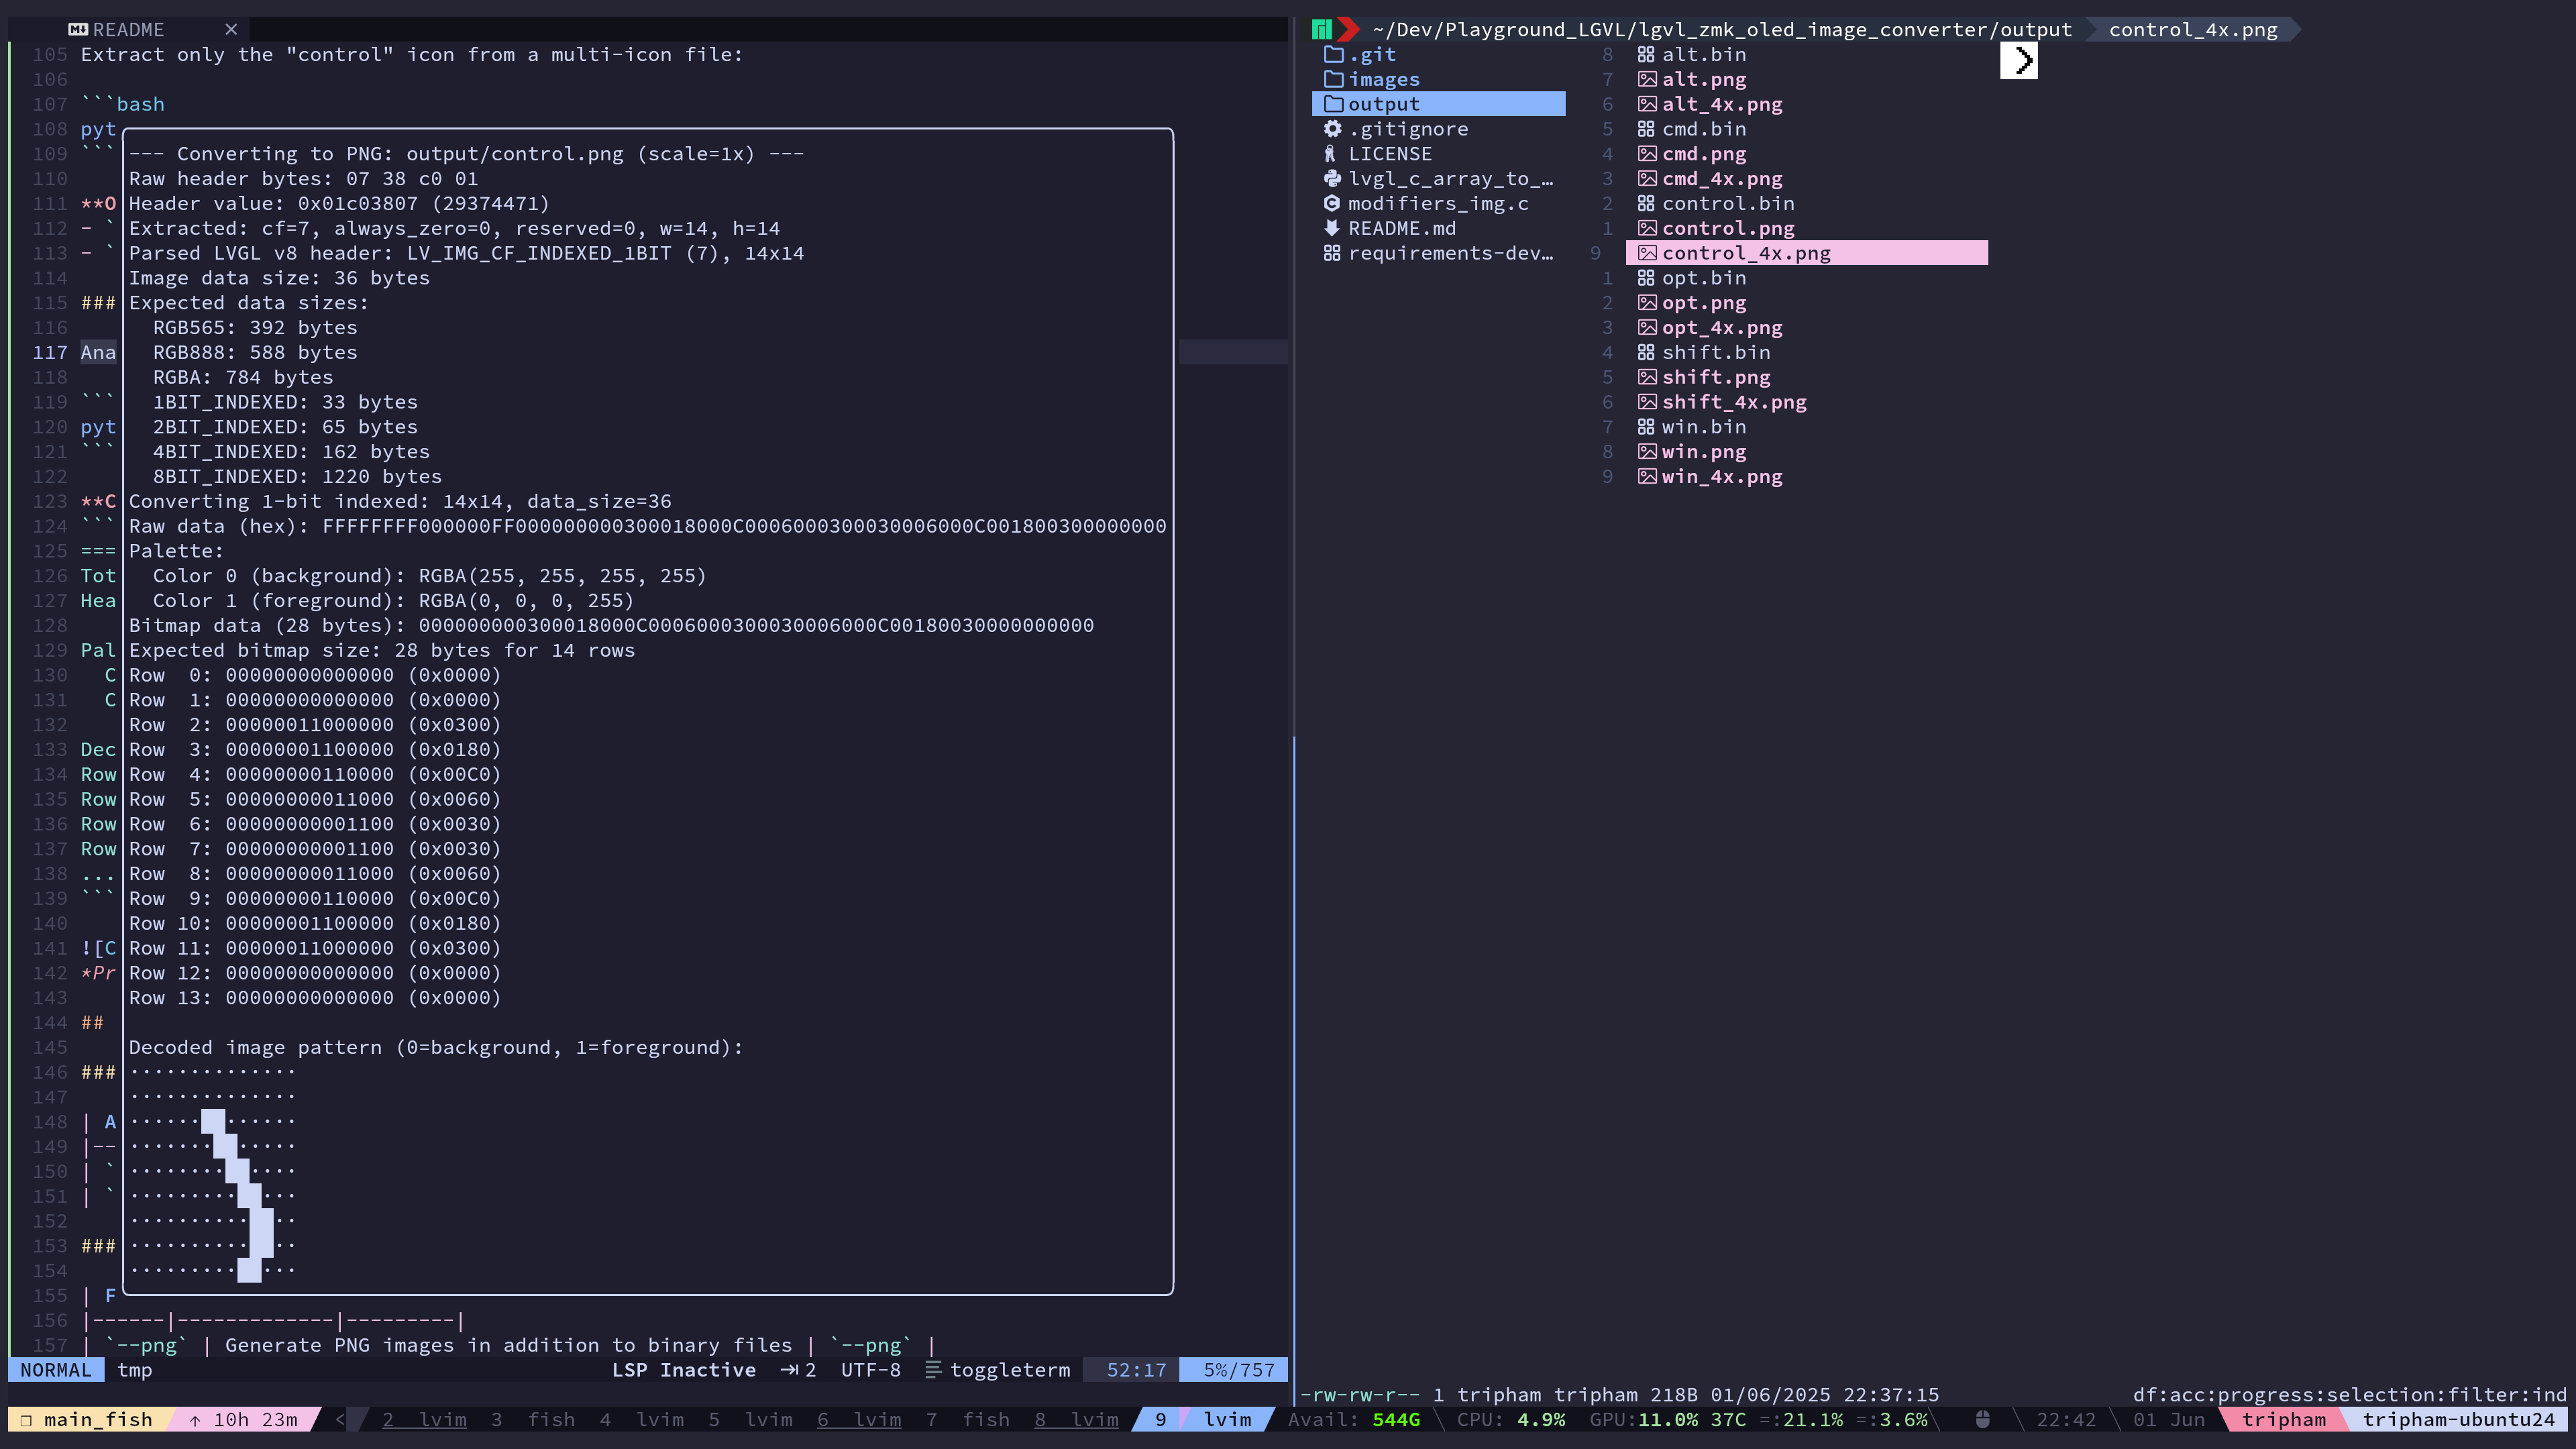 README ×
105 Extract only the "control" icon from a multi-icon file:
106
107 ```bash
108 pyt
109 ``` --- Converting to PNG: output/control.png (scale=1x) ---
110 Raw header bytes: 07 38 c0 01
111 **O Header value: 0x01c03807 (29374471)
112 - ` Extracted: cf=7, always_zero=0, reserved=0, w=14, h=14
113 - ` Parsed LVGL v8 header: LV_IMG_CF_INDEXED_1BIT (7), 14x14
114 Image data size: 36 bytes
115 ### Expected data sizes:
116 RGB565: 392 bytes
117 Ana RGB888: 588 bytes
118 RGBA: 784 bytes
119 ``` 1BIT_INDEXED: 33 bytes
120 pyt 2BIT_INDEXED: 65 bytes
121 ``` 4BIT_INDEXED: 162 bytes
122 8BIT_INDEXED: 1220 bytes
123 **C Converting 1-bit indexed: 14x14, data_size=36
124 ``` Raw data (hex): FFFFFFFF000000FF000000000300018000C0006000300030006000C001800300000000
125 === Palette:
126 Tot Color 0 (background): RGBA(255, 255, 255, 255)
127 Hea Color 1 (foreground): RGBA(0, 0, 0, 255)
128 Bitmap data (28 bytes): 000000000300018000C0006000300030006000C00180030000000000
129 Pal Expected bitmap size: 28 bytes for 14 rows
130 C Row 0: 00000000000000 (0x0000)
131 C Row 1: 00000000000000 (0x0000)
132 Row 2: 00000011000000 (0x0300)
133 Dec Row 3: 00000001100000 (0x0180)
134 Row Row 4: 00000000110000 (0x00C0)
135 Row Row 5: 00000000011000 (0x0060)
136 Row Row 6: 00000000001100 (0x0030)
137 Row Row 7: 00000000001100 (0x0030)
138 ... Row 8: 00000000011000 (0x0060)
139 ``` Row 9: 00000000110000 (0x00C0)
140 Row 10: 00000001100000 (0x0180)
141 ![C Row 11: 00000011000000 (0x0300)
142 *Pr Row 12: 00000000000000 (0x0000)
143 Row 13: 00000000000000 (0x0000)
144 ##
145 Decoded image pattern (0=background, 1=foreground):
146 ### ··············
147 ··············
148 | A ······██······
149 |-- ·······██·····
150 | ` ········██····
151 | ` ·········██···
152 ··········██··
153 ### ··········██··
154 ·········██···
155 | F
156 |------|-------------|---------|
157 | `--png` | Generate PNG images in addition to binary files | `--png` |
NORMAL tmp LSP Inactive ⇥ 2 UTF-8 toggleterm 52:17 5%/757
~/Dev/Playground_LGVL/lgvl_zmk_oled_image_converter/output control_4x.png
.git
images
output
.gitignore
LICENSE
lvgl_c_array_to_…
modifiers_img.c
README.md
requirements-dev…
8 alt.bin
7 alt.png
6 alt_4x.png
5 cmd.bin
4 cmd.png
3 cmd_4x.png
2 control.bin
1 control.png
9 control_4x.png
1 opt.bin
2 opt.png
3 opt_4x.png
4 shift.bin
5 shift.png
6 shift_4x.png
7 win.bin
8 win.png
9 win_4x.png
-rw-rw-r-- 1 tripham tripham 218B 01/06/2025 22:37:15 df:acc:progress:selection:filter:ind
❐ main_fish ↑ 10h 23m < 2 lvim 3 fish 4 lvim 5 lvim 6 lvim 7 fish 8 lvim 9 lvim Avail: 544G CPU: 4.9% GPU:11.0% 37C =:21.1% =:3.6% 22:42 01 Jun tripham tripham-ubuntu24